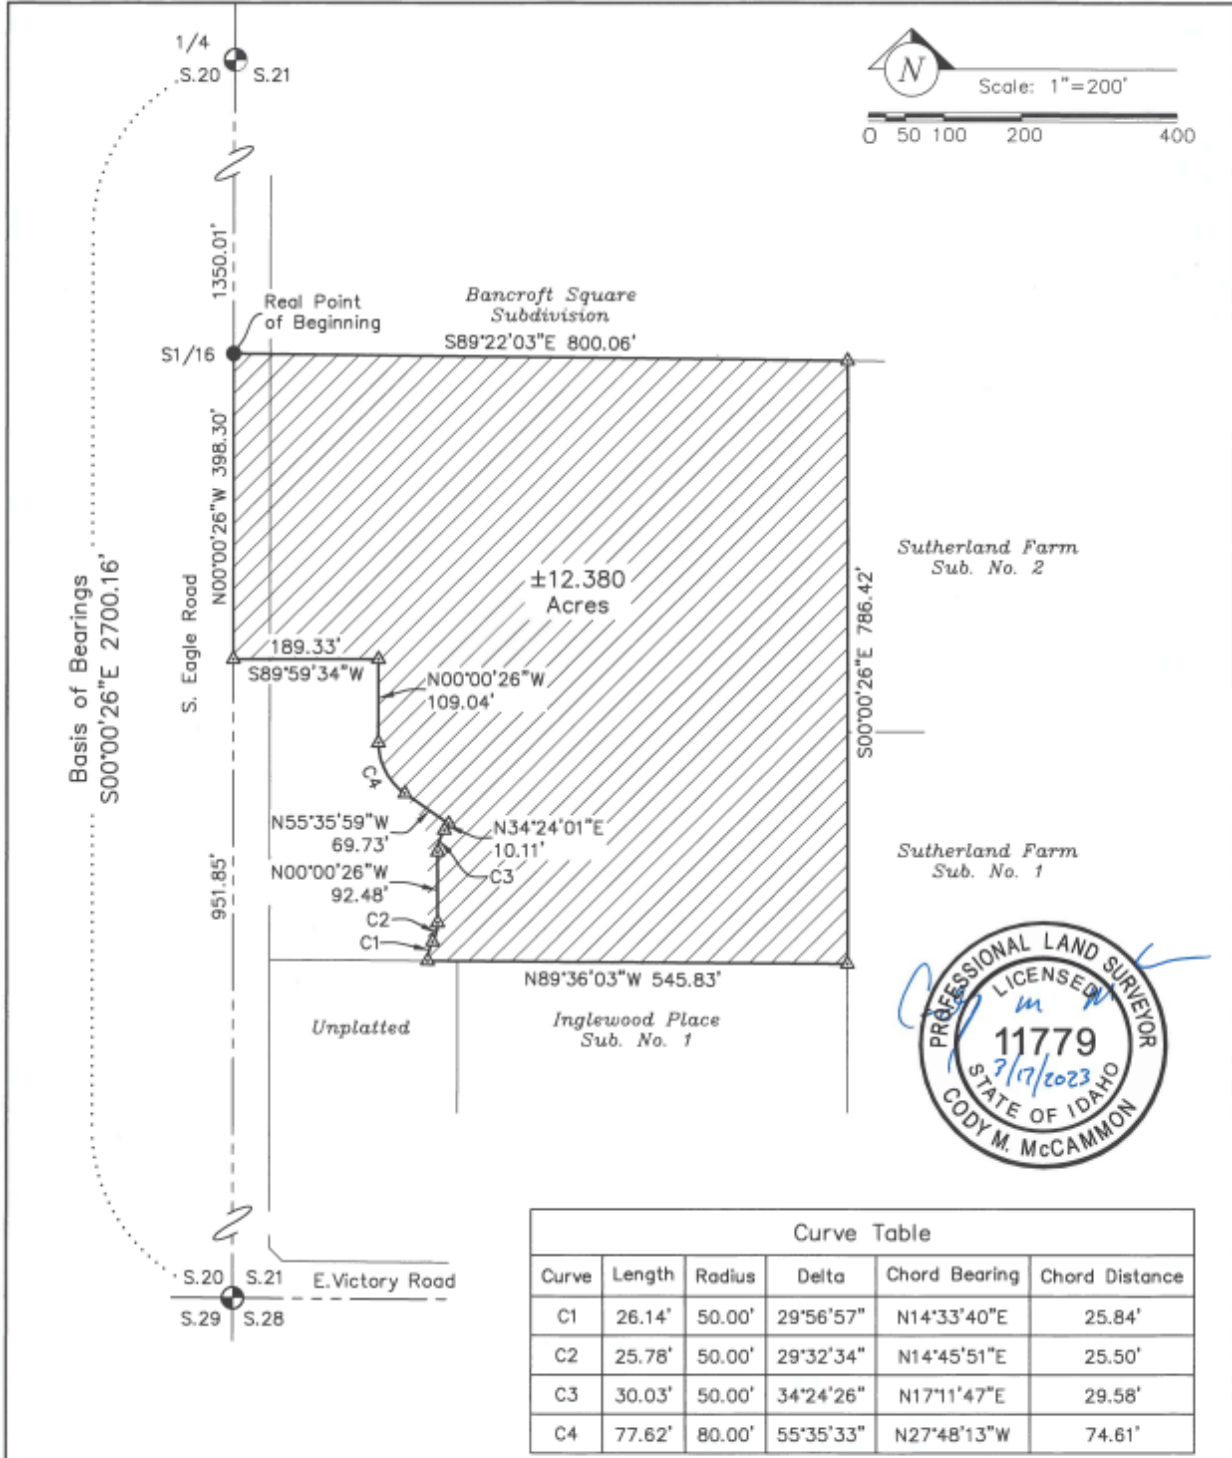 1/4
S.20 S.21
N
Scale: 1"=200'
0 50 100 200 400
1350.01'
Real Point
of Beginning
S1/16
Bancroft Square
Subdivision
S89°22'03"E 800.06'
N00°00'26"W 398.30'
S. Eagle Road
Basis of Bearings
S00°00'26"E 2700.16'
±12.380
Acres
Sutherland Farm
Sub. No. 2
S00°00'26"E 786.42'
189.33'
S89°59'34"W
N00°00'26"W
109.04'
C4
N55°35'59"W
69.73'
N34°24'01"E
10.11'
C3
N00°00'26"W
92.48'
C2
C1
951.85'
Sutherland Farm
Sub. No. 1
N89°36'03"W 545.83'
Unplatted
Inglewood Place
Sub. No. 1
PROFESSIONAL LAND SURVEYOR
LICENSED
11779
3/17/2023
STATE OF IDAHO
CODY M. McCAMMON
S.20 S.21 E.Victory Road
S.29 S.28
Curve Table
Curve Length Radius Delta Chord Bearing Chord Distance
C1 26.14' 50.00' 29°56'57" N14°33'40"E 25.84'
C2 25.78' 50.00' 29°32'34" N14°45'51"E 25.50'
C3 30.03' 50.00' 34°24'26" N17°11'47"E 29.58'
C4 77.62' 80.00' 55°35'33" N27°48'13"W 74.61'